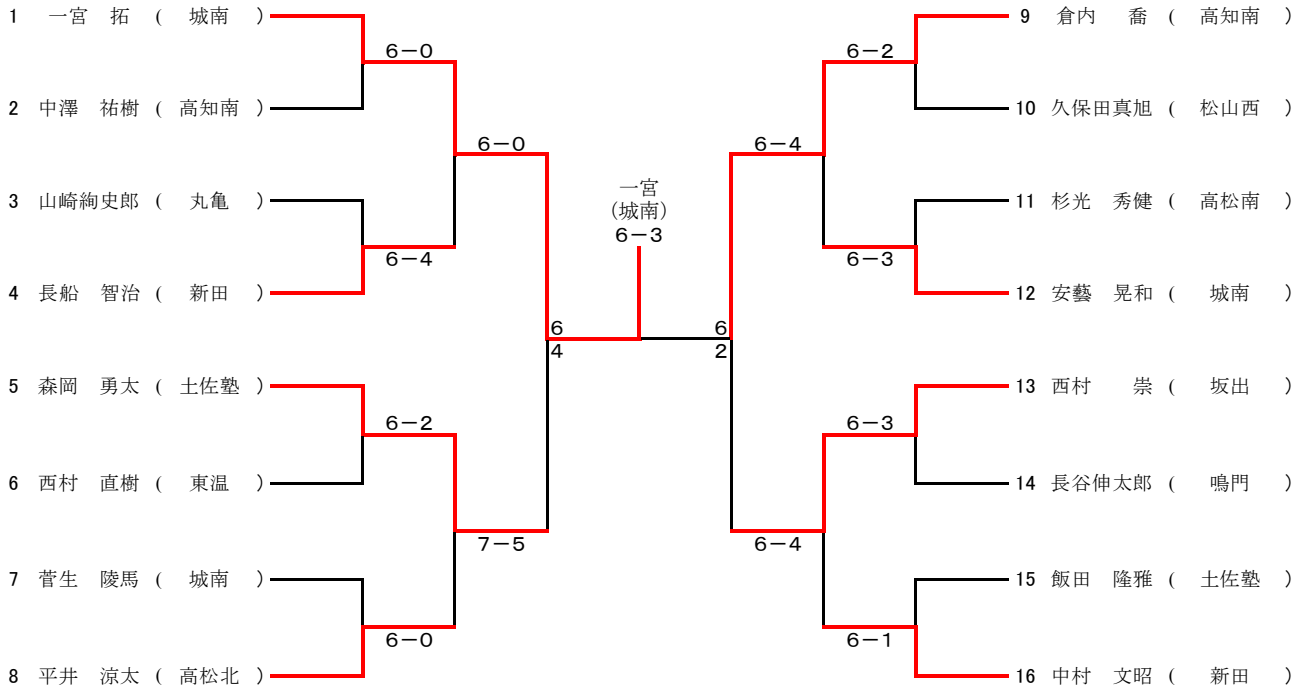 1 一宮 拓 ( 城南 )
6－0
2 中澤 祐樹 ( 高知南 )
6－0
3 山崎絢史郎 ( 丸亀 )
6－4
4 長船 智治 ( 新田 )
6
4
5 森岡 勇太 ( 土佐塾 )
6－2
6 西村 直樹 ( 東温 )
7－5
7 菅生 陵馬 ( 城南 )
6－0
8 平井 涼太 ( 高松北 )
一宮
(城南)
6－3
9 倉内 喬 ( 高知南 )
6－2
10 久保田真旭 ( 松山西 )
6－4
11 杉光 秀健 ( 高松南 )
6－3
12 安藝 晃和 ( 城南 )
6
2
13 西村 崇 ( 坂出 )
6－3
14 長谷伸太郎 ( 鳴門 )
6－4
15 飯田 隆雅 ( 土佐塾 )
6－1
16 中村 文昭 ( 新田 )